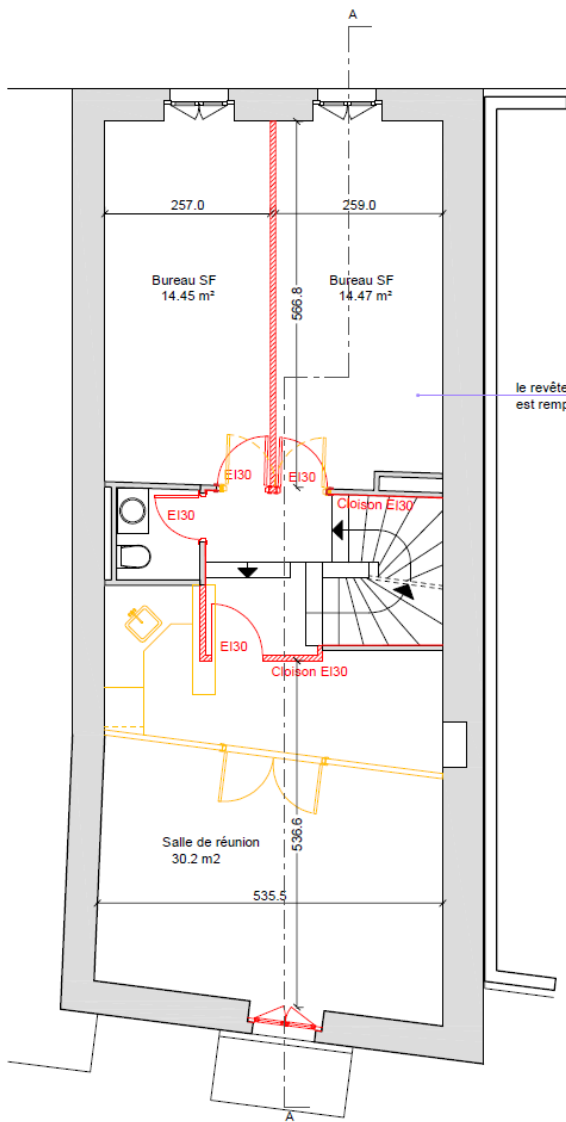 A
257.0
259.0
Bureau SF
14.45 m²
Bureau SF
14.47 m²
566.8
le revête
est remp
EI30
EI30
EI30
Cloison EI30
EI30
Cloison EI30
Salle de réunion
30.2 m2
536.6
535.5
A